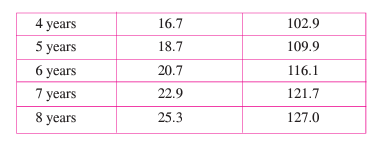 4 years 16.7 102.9
5 years 18.7 109.9
6 years 20.7 116.1
7 years 22.9 121.7
8 years 25.3 127.0